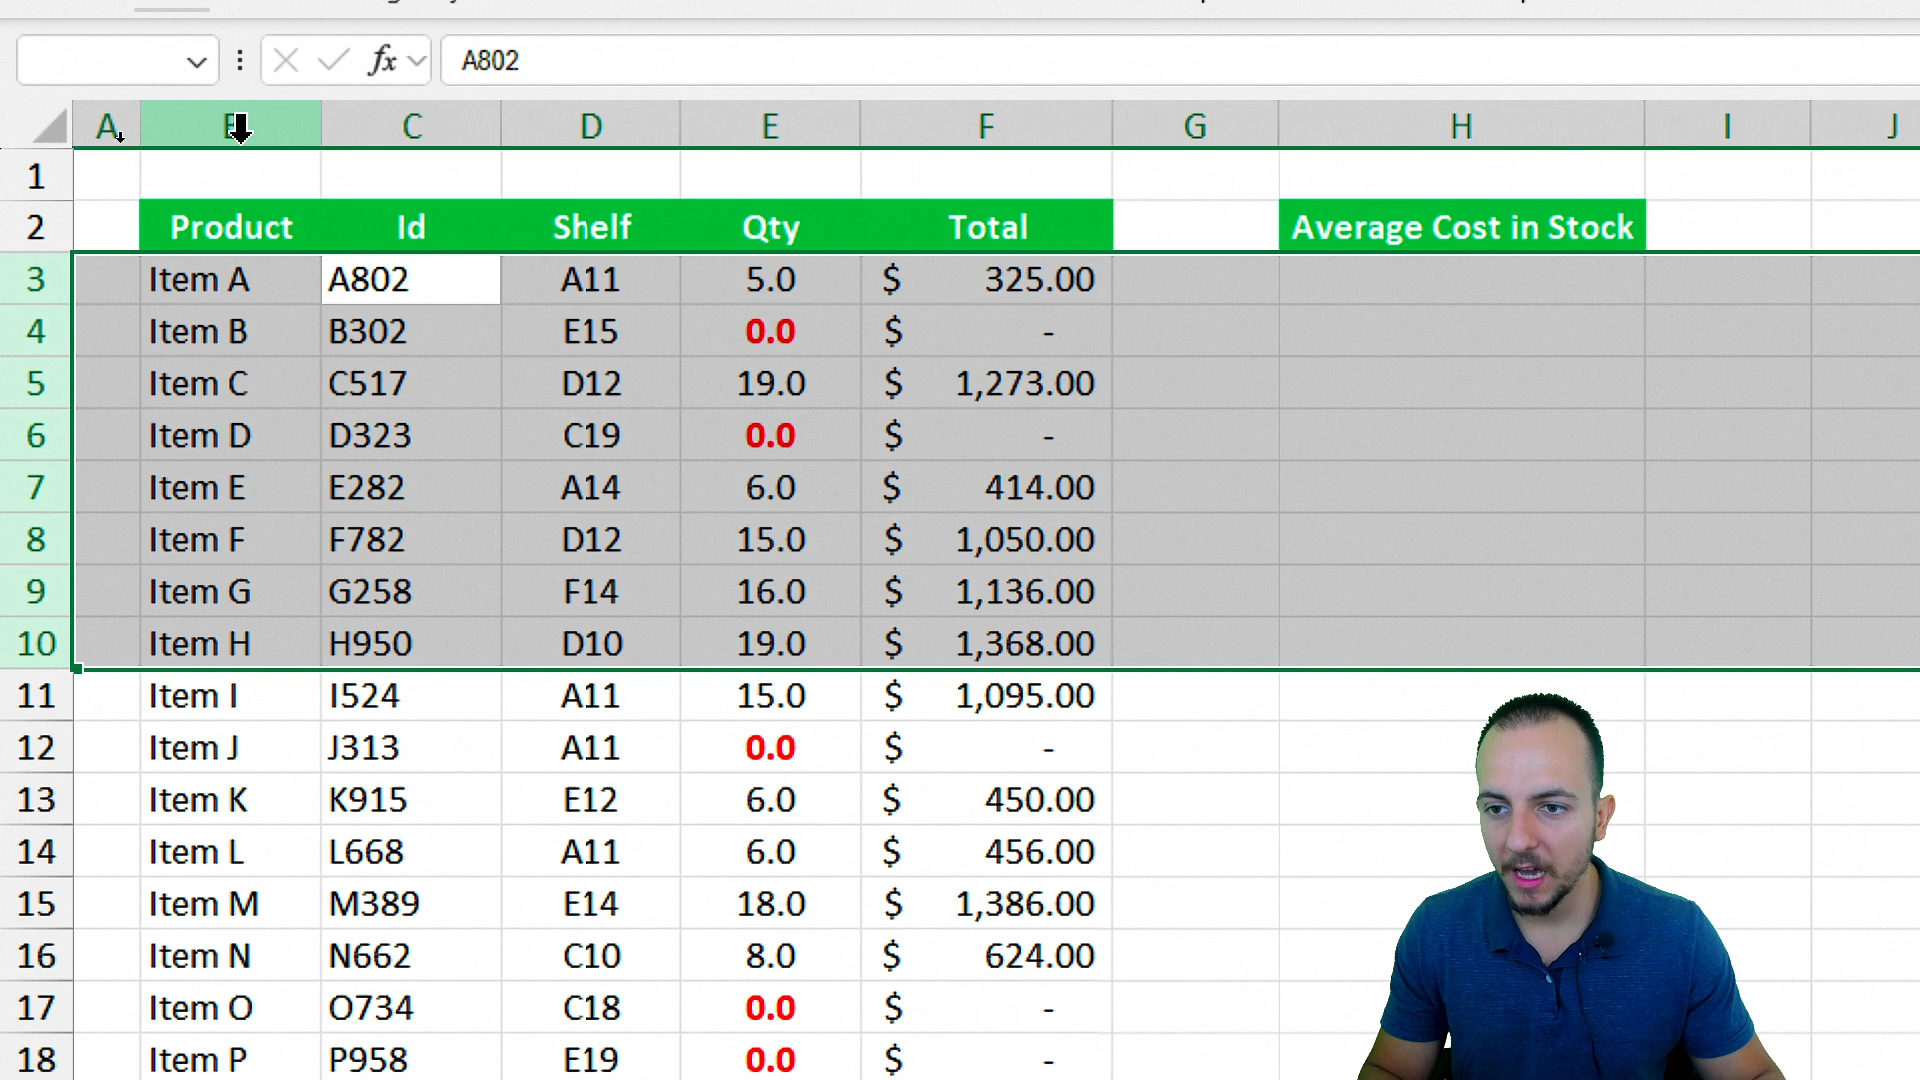 fx A802
A B C D E F G H I J
1
2 Product Id Shelf Qty Total Average Cost in Stock
3 Item A A802 A11 5.0 $ 325.00
4 Item B B302 E15 0.0 $ -
5 Item C C517 D12 19.0 $ 1,273.00
6 Item D D323 C19 0.0 $ -
7 Item E E282 A14 6.0 $ 414.00
8 Item F F782 D12 15.0 $ 1,050.00
9 Item G G258 F14 16.0 $ 1,136.00
10 Item H H950 D10 19.0 $ 1,368.00
11 Item I I524 A11 15.0 $ 1,095.00
12 Item J J313 A11 0.0 $ -
13 Item K K915 E12 6.0 $ 450.00
14 Item L L668 A11 6.0 $ 456.00
15 Item M M389 E14 18.0 $ 1,386.00
16 Item N N662 C10 8.0 $ 624.00
17 Item O O734 C18 0.0 $ -
18 Item P P958 E19 0.0 $ -